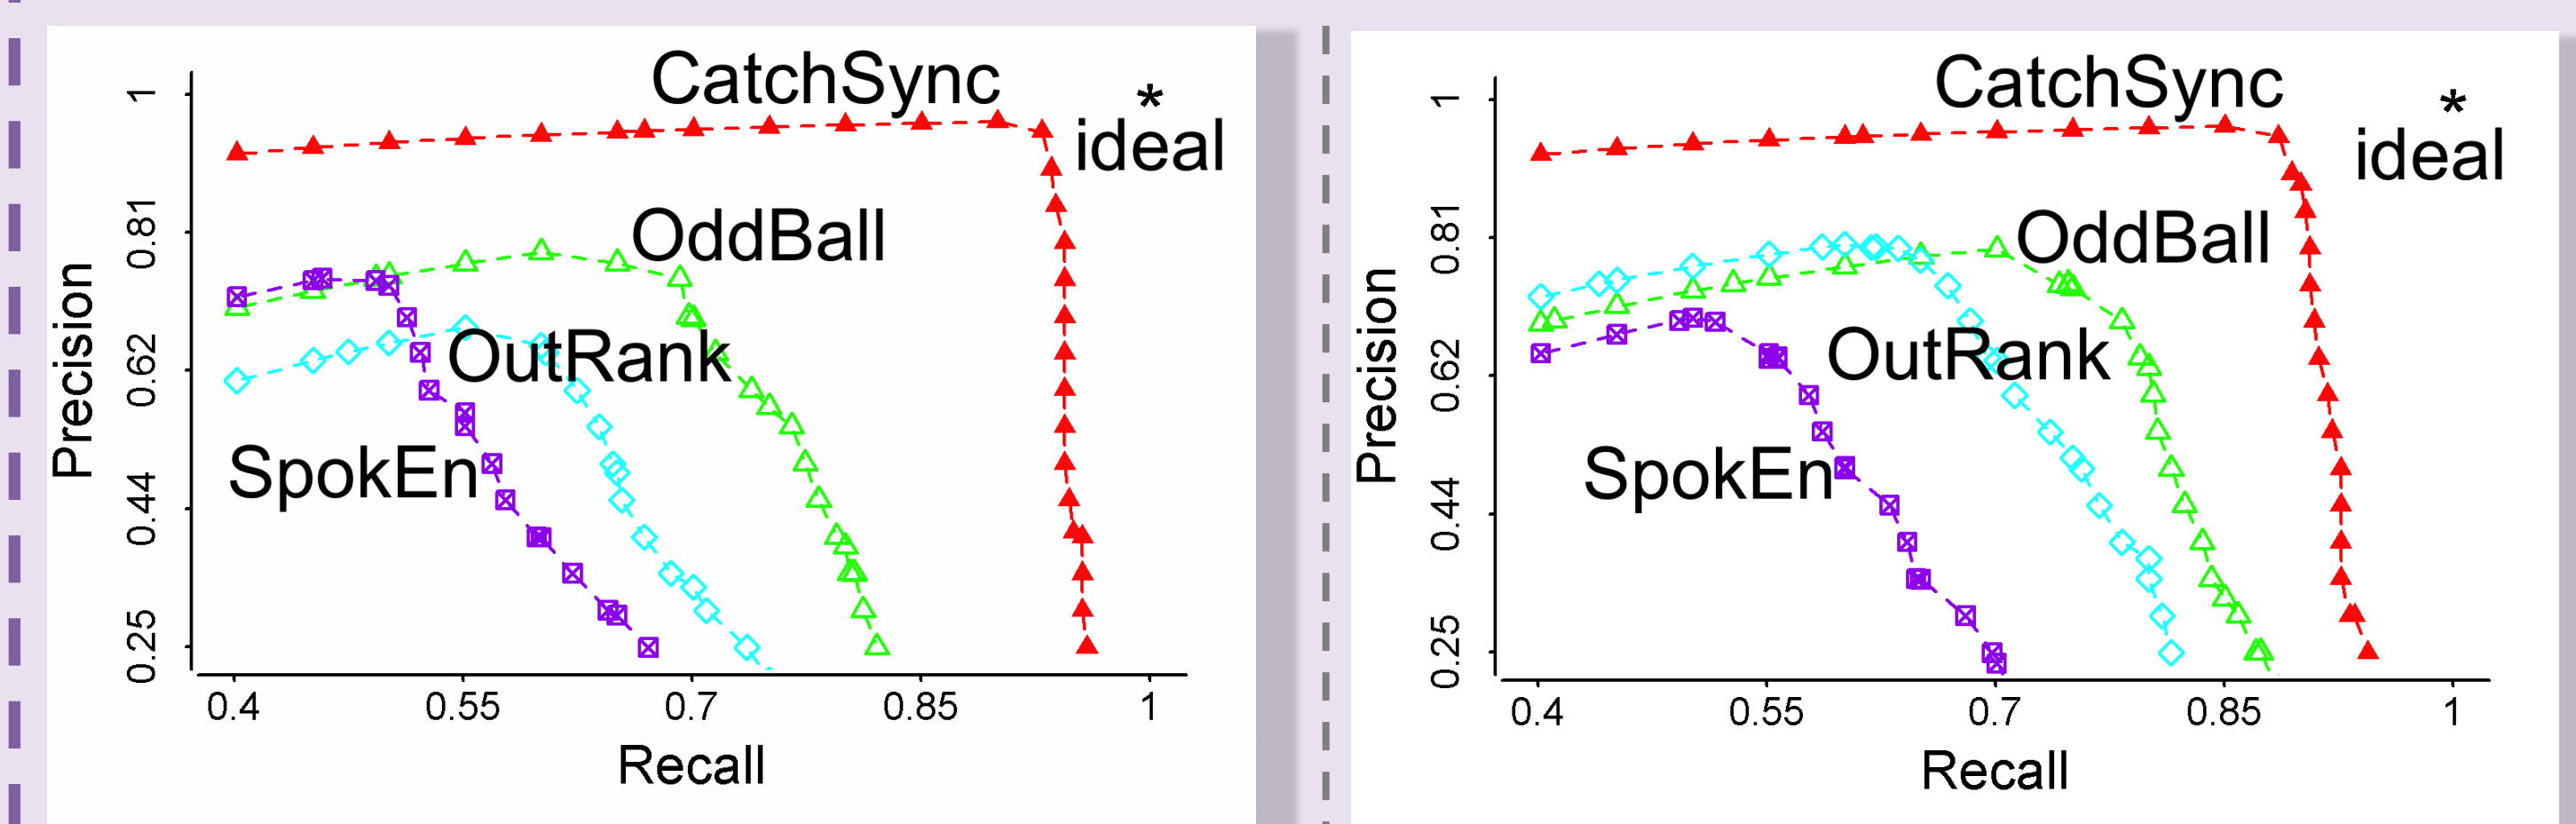 CatchSync
*
ideal
OddBall
OutRank
SpokEn
Precision
1
0.81
0.62
0.44
0.25
0.4 0.55 0.7 0.85 1
Recall
CatchSync
*
ideal
OddBall
OutRank
SpokEn
Precision
1
0.81
0.62
0.44
0.25
0.4 0.55 0.7 0.85 1
Recall